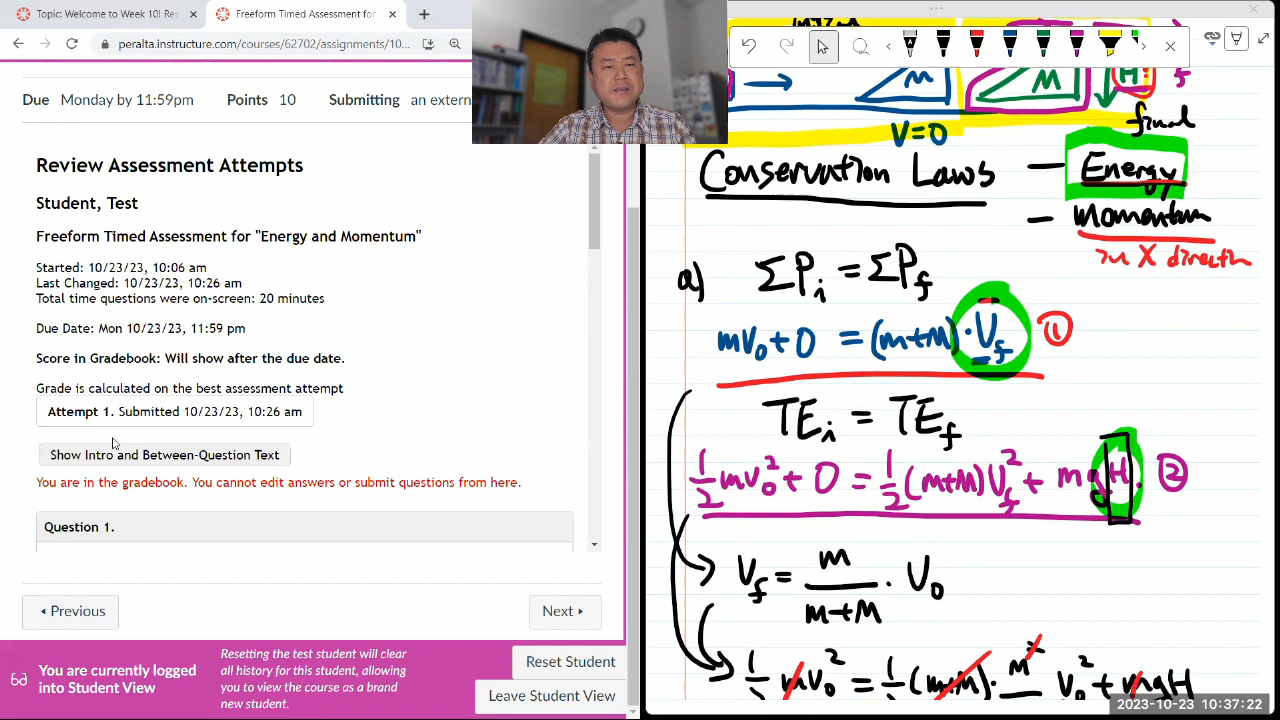 Topic: Welcome to Week 10! Re
Freeform Timed Assessment for
Due Monday by 11:59pm Points 10 Submitting an extern
Review Assessment Attempts
Student, Test
Freeform Timed Assessment for "Energy and Momentum"
Started: 10/23/23, 10:06 am
Last Changed: 10/23/23, 10:26 am
Total time questions were on-screen: 20 minutes
Due Date: Mon 10/23/23, 11:59 pm
Score in Gradebook: Will show after the due date.
Grade is calculated on the best assessment attempt
Attempt 1. Submitted 10/23/23, 10:26 am
Show Intro and Between-Question Text
You are in the gradebook. You cannot edit answers or submit questions from here.
Question 1.
Previous
Next
You are currently logged
into Student View
Resetting the test student will clear
all history for this student, allowing
you to view the course as a brand
new student.
Reset Student
Leave Student View
M
M
H
f
final
V=0
Conservation Laws
— Energy
— Momentum
in X direction
a) ΣP_i = ΣP_f
mV_0+0 = (m+M)·V_f ①
TE_i = TE_f
1/2 mV_0^2 + 0 = 1/2 (m+M)V_f^2 + mgH. ②
V_f = m/(m+M) · V_0
2023-10-23 10:37:22